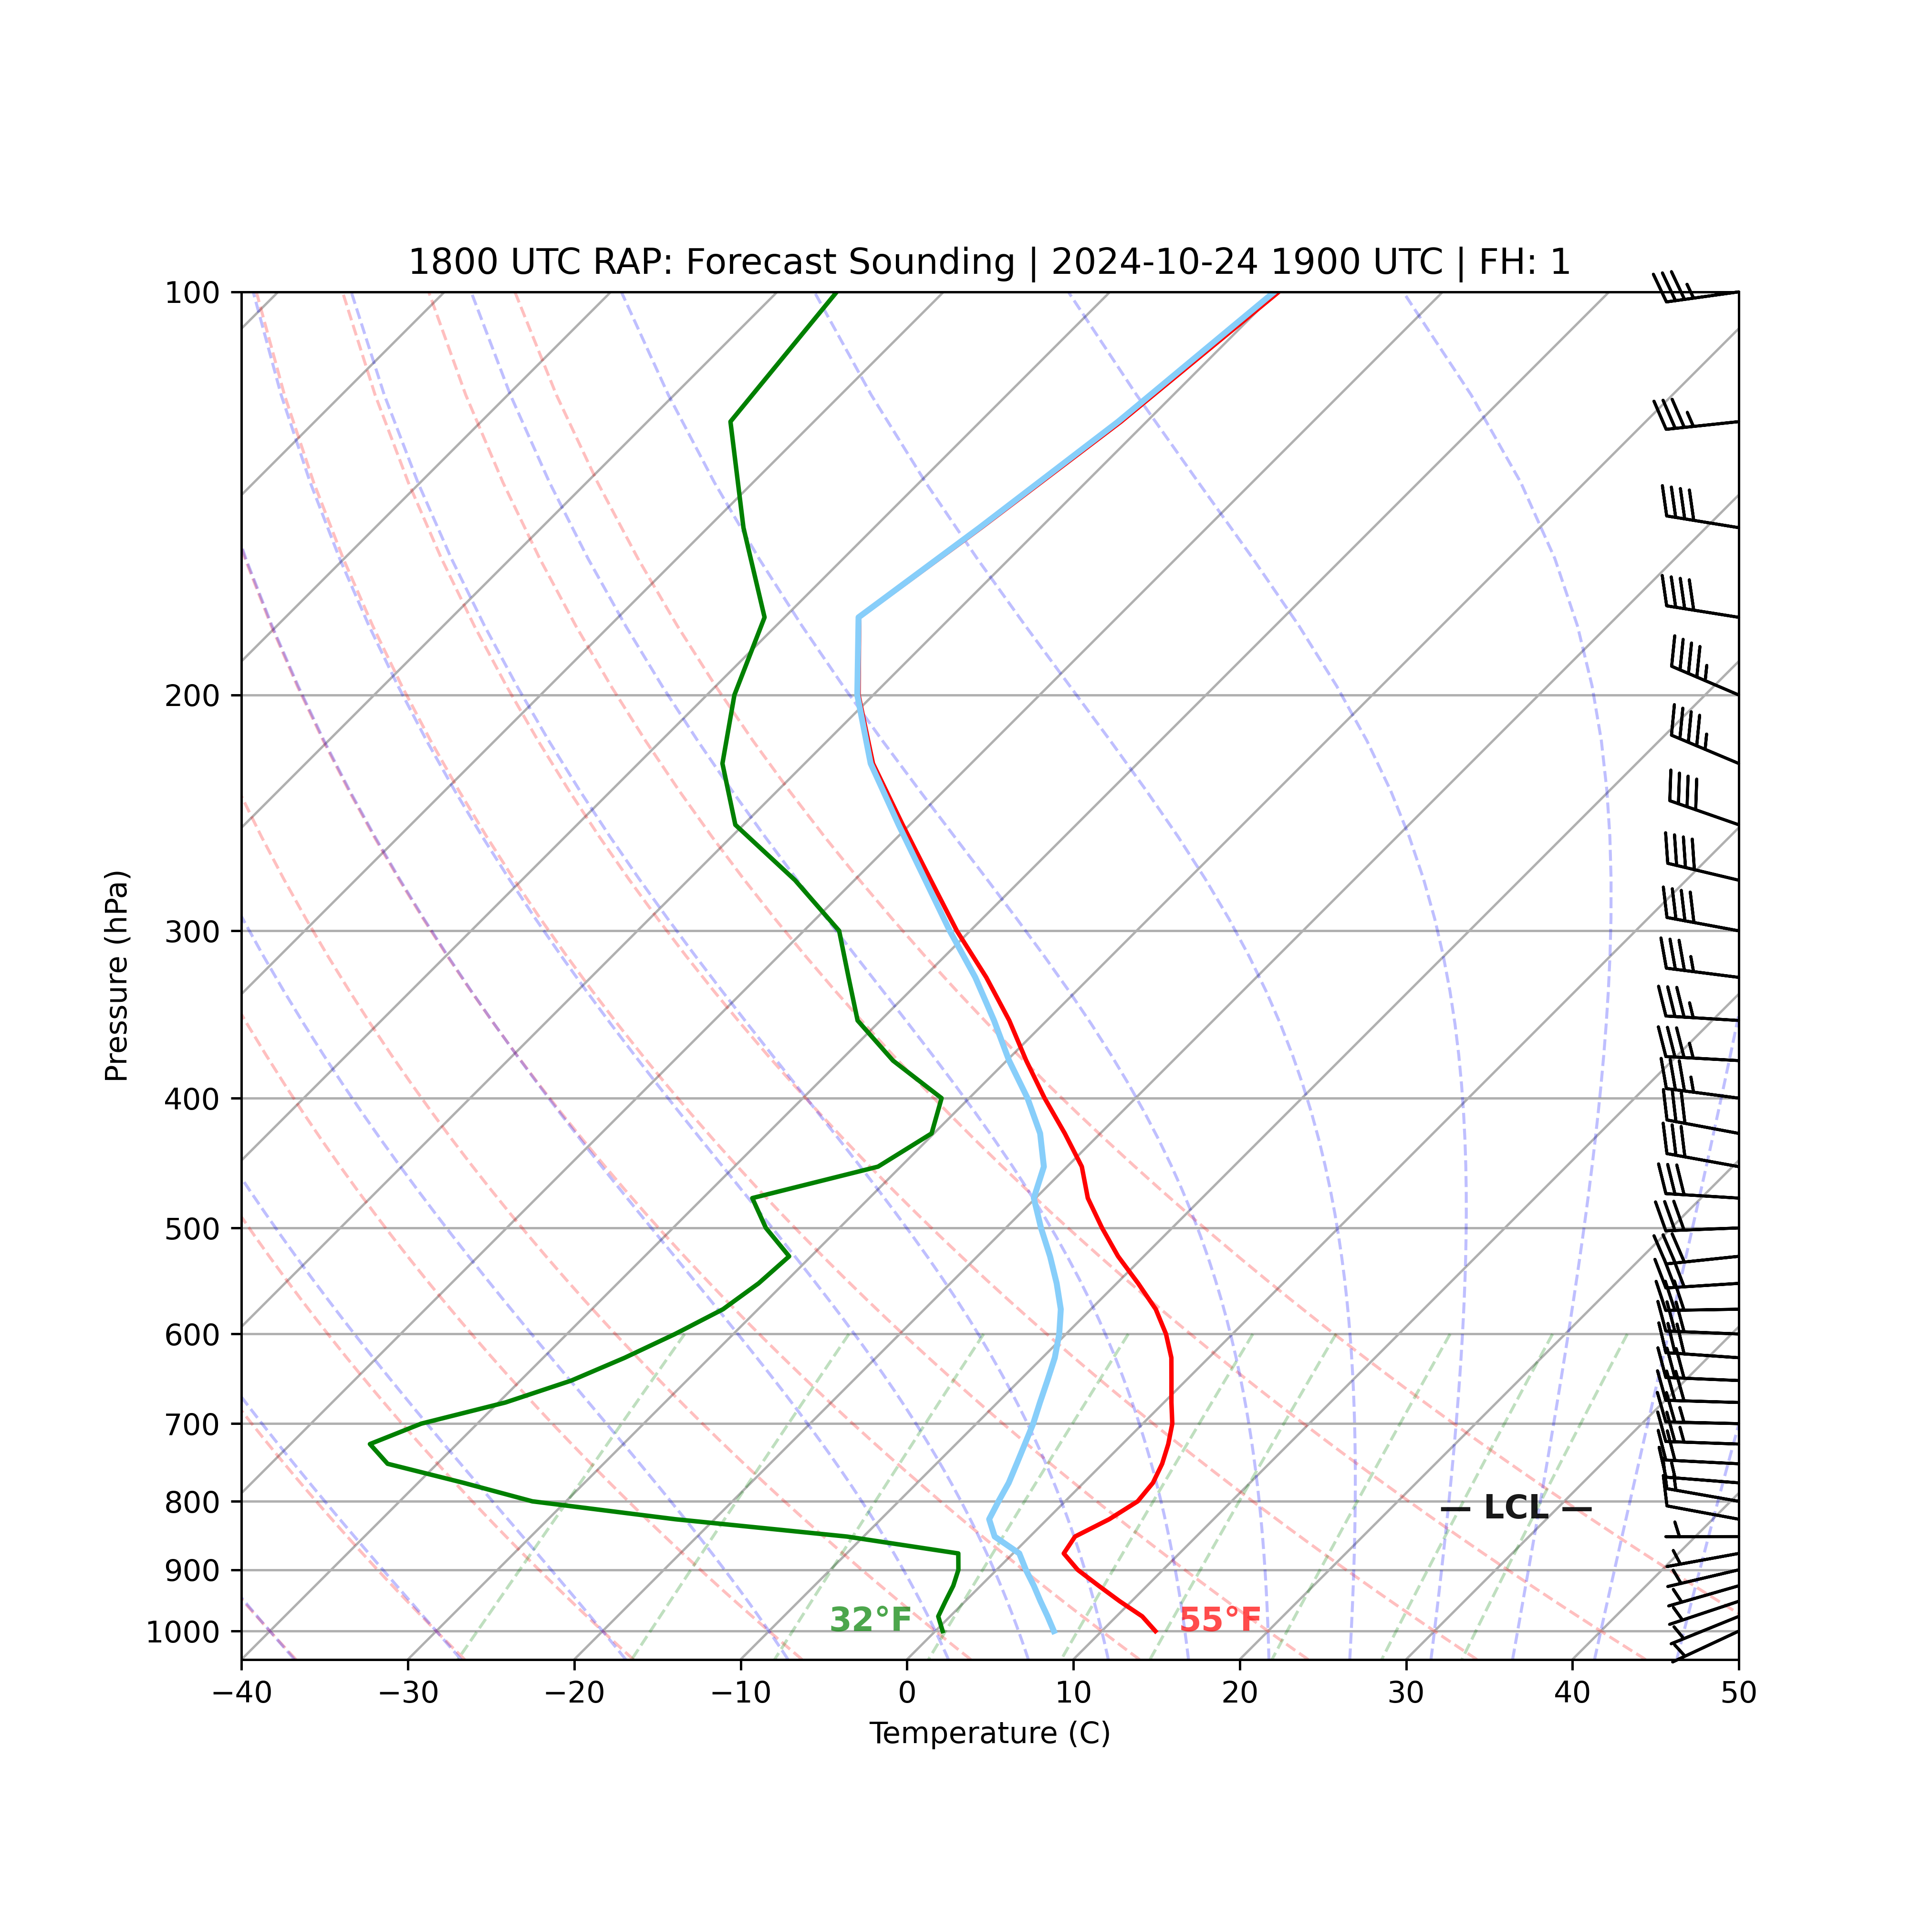 1800 UTC RAP: Forecast Sounding | 2024-10-24 1900 UTC | FH: 1
100
200
300
400
500
600
700
800
900
1000
Pressure (hPa)
— LCL —
32°F
55°F
−40 −30 −20 −10 0 10 20 30 40 50
Temperature (C)